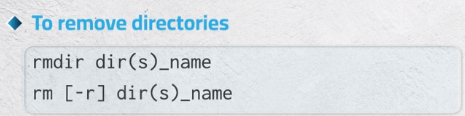 To remove directories
rmdir dir(s)_name
rm [-r] dir(s)_name